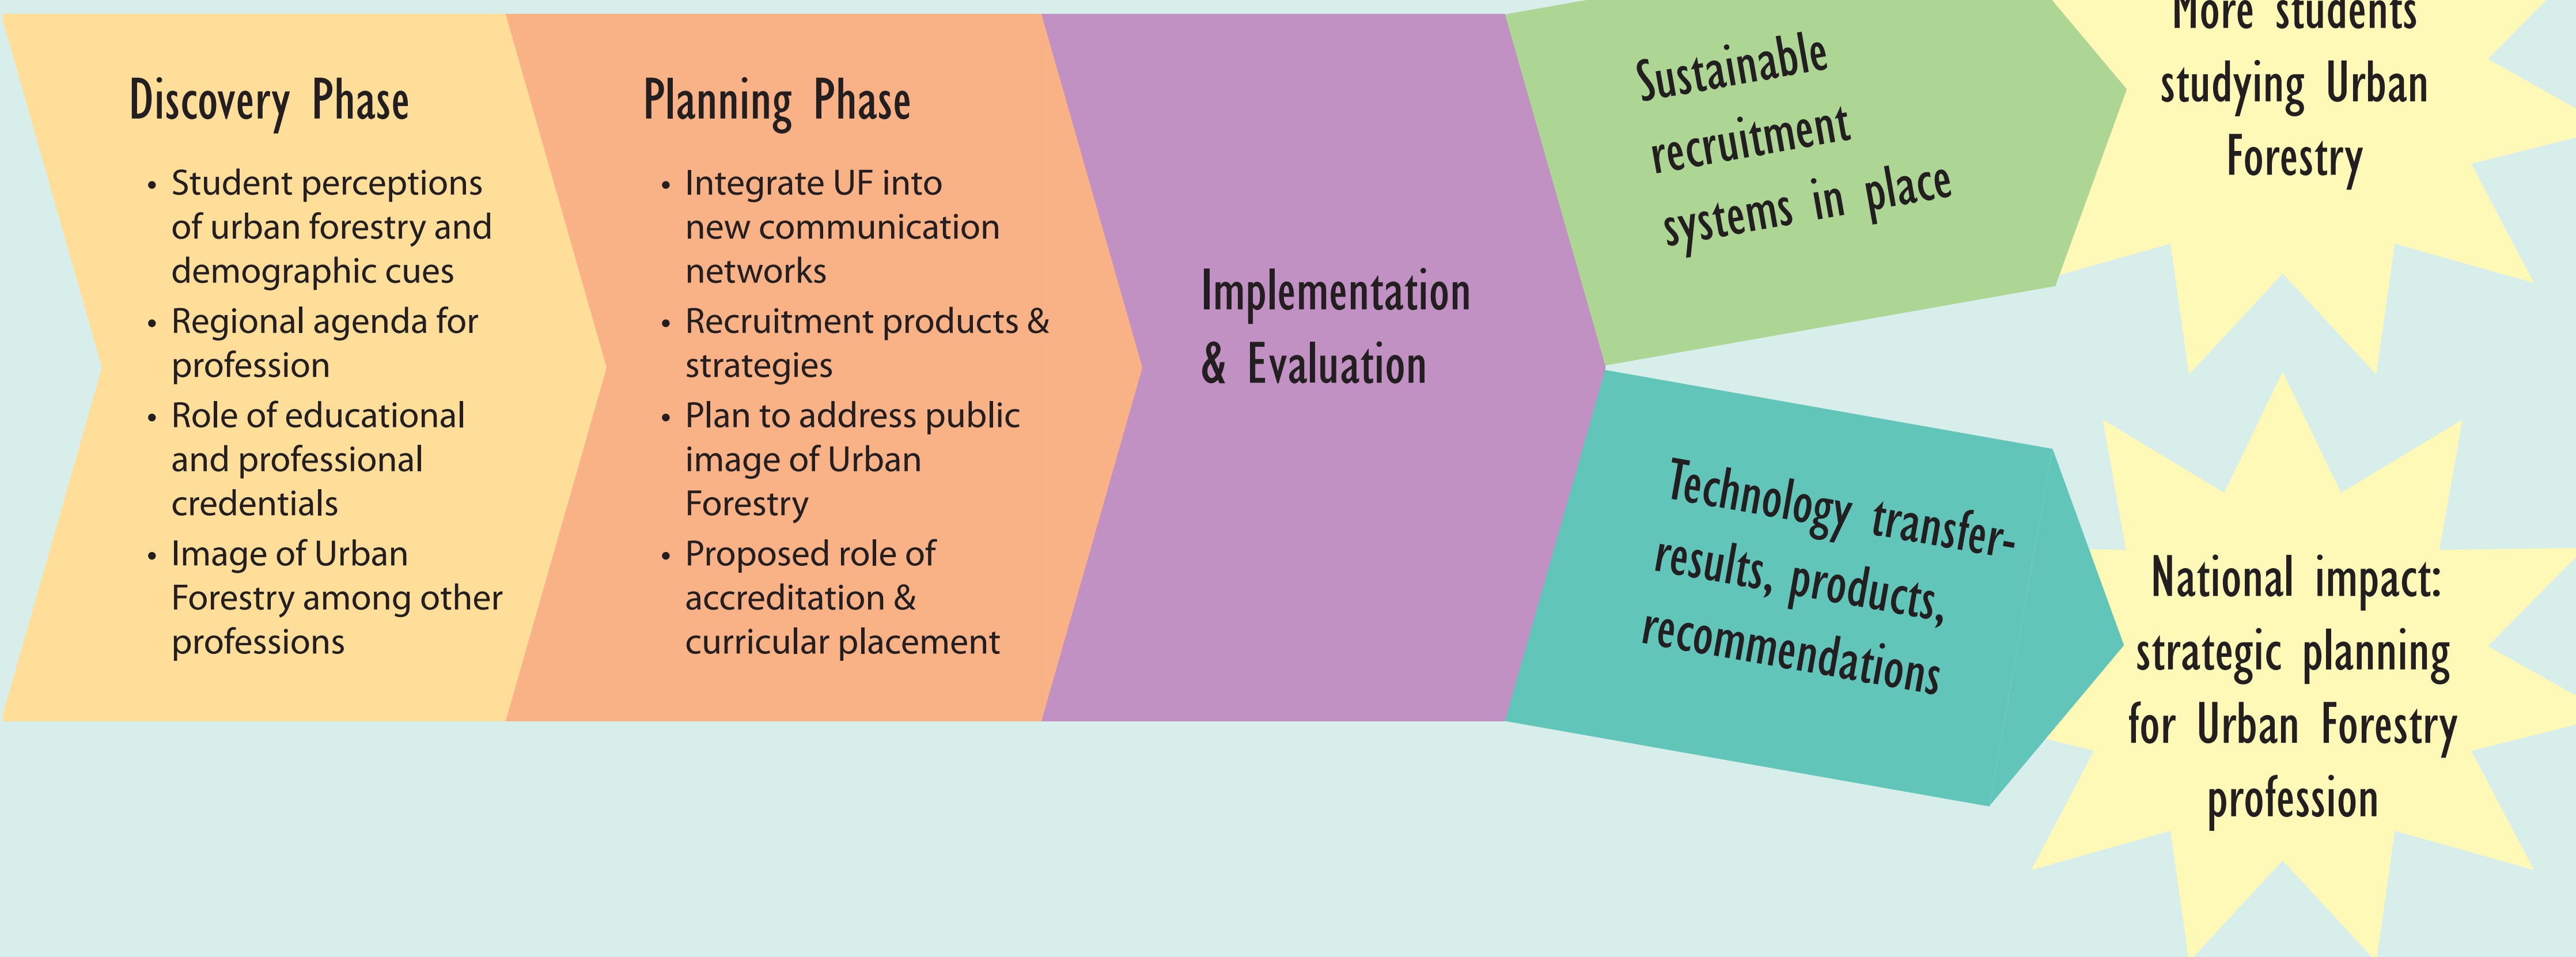 Discovery Phase
• Student perceptions
of urban forestry and
demographic cues
• Regional agenda for
profession
• Role of educational
and professional
credentials
• Image of Urban
Forestry among other
professions
Planning Phase
• Integrate UF into
new communication
networks
• Recruitment products &
strategies
• Plan to address public
image of Urban
Forestry
• Proposed role of
accreditation &
curricular placement
Implementation
& Evaluation
Sustainable
recruitment
systems in place
Technology transfer-
results, products,
recommendations
More students
studying Urban
Forestry
National impact:
strategic planning
for Urban Forestry
profession